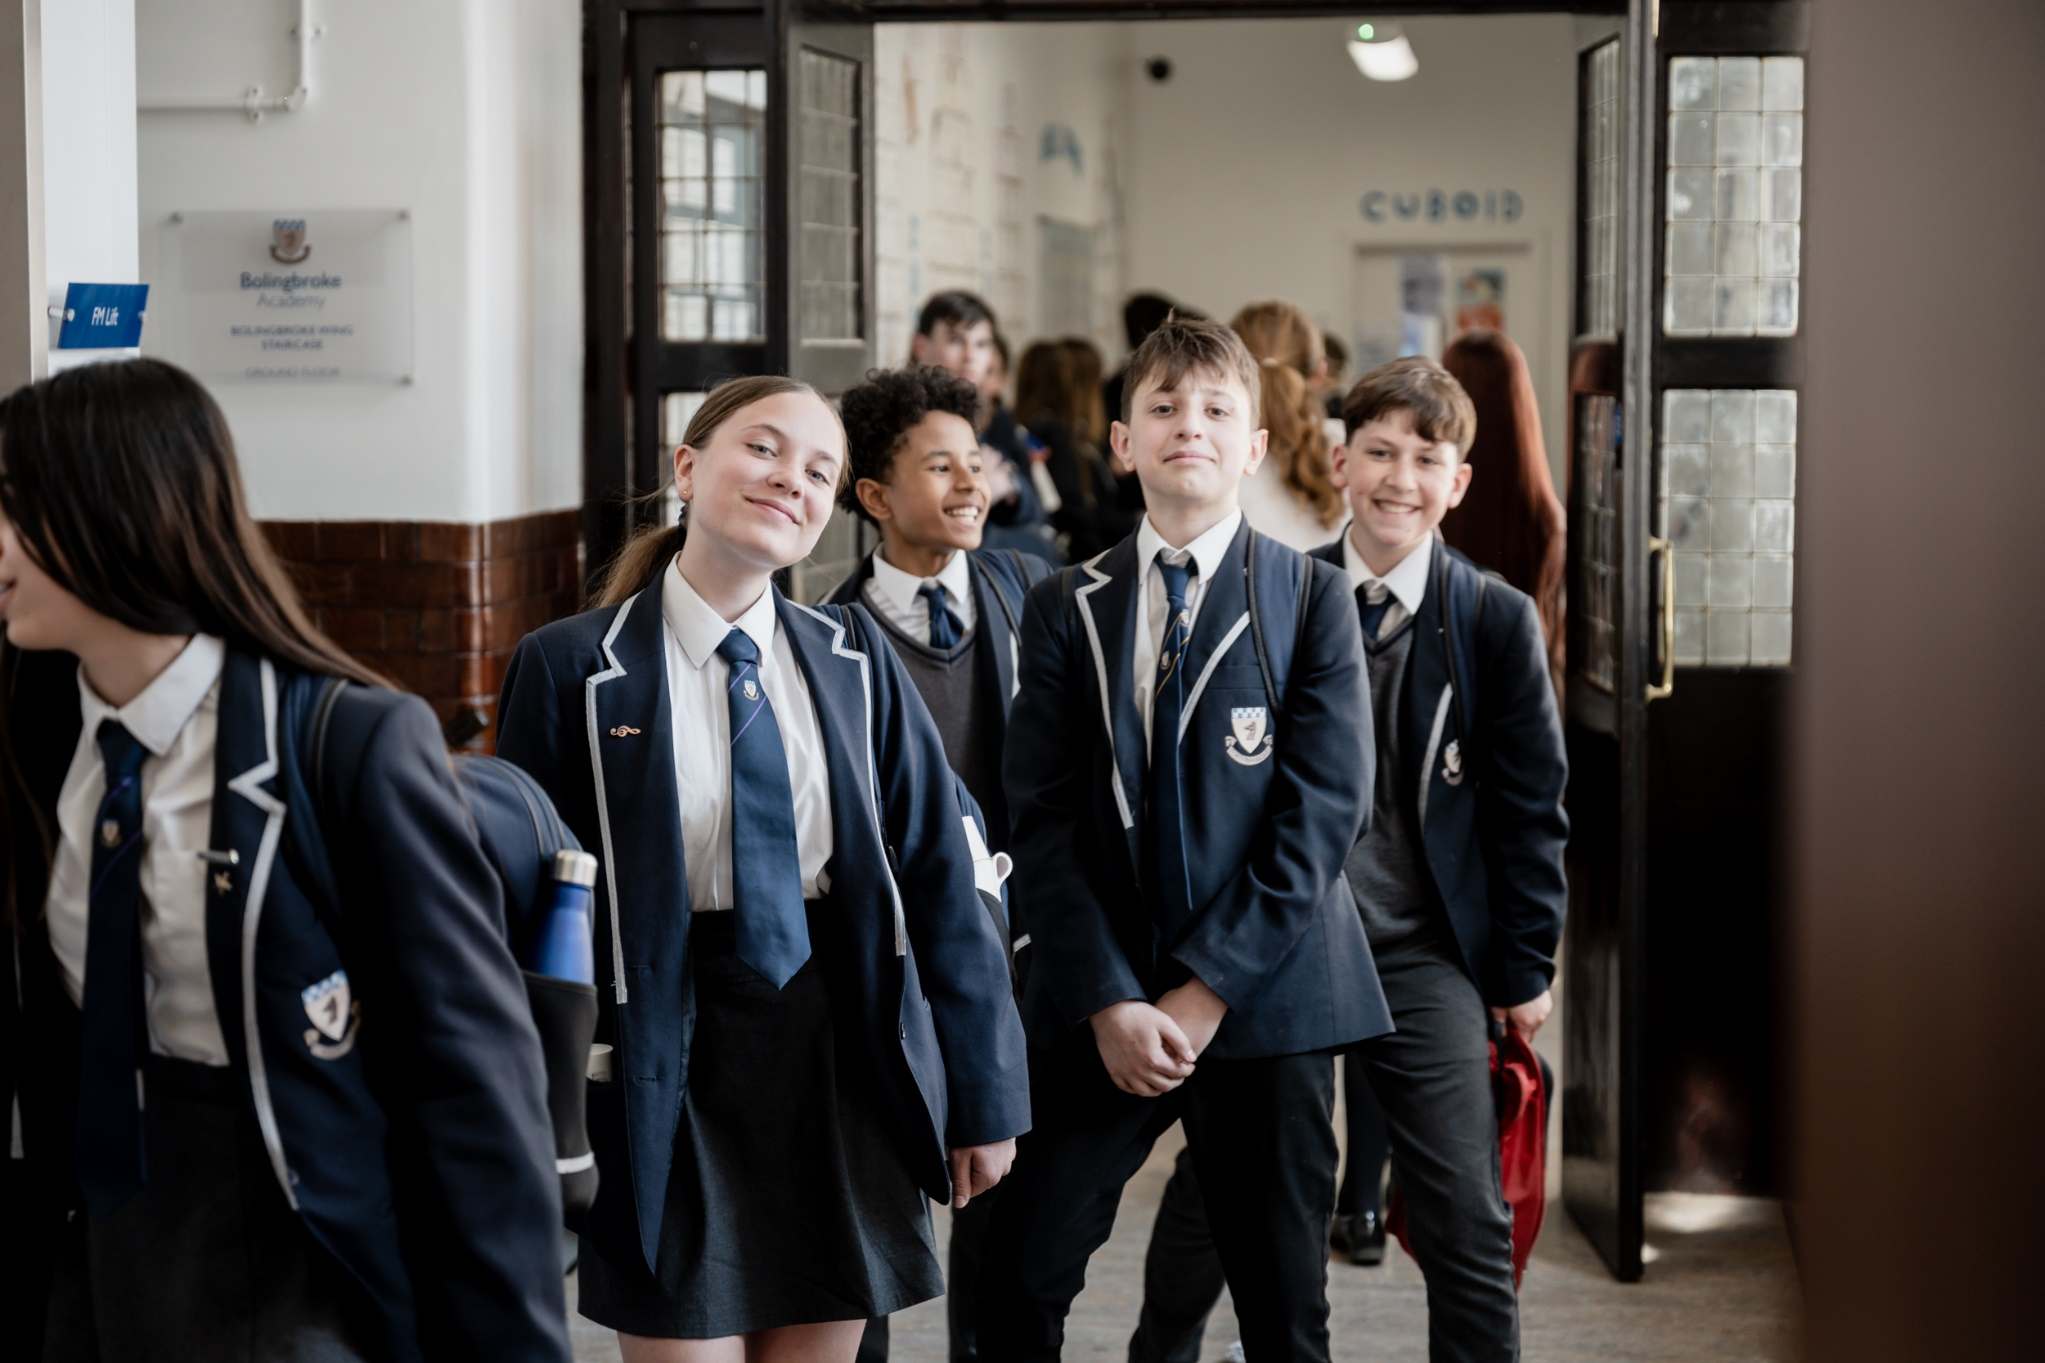 FM Lift
Bolingbroke
Academy
BOLINGBROKE WING
STAIRCASE
GROUND FLOOR
CUBOID